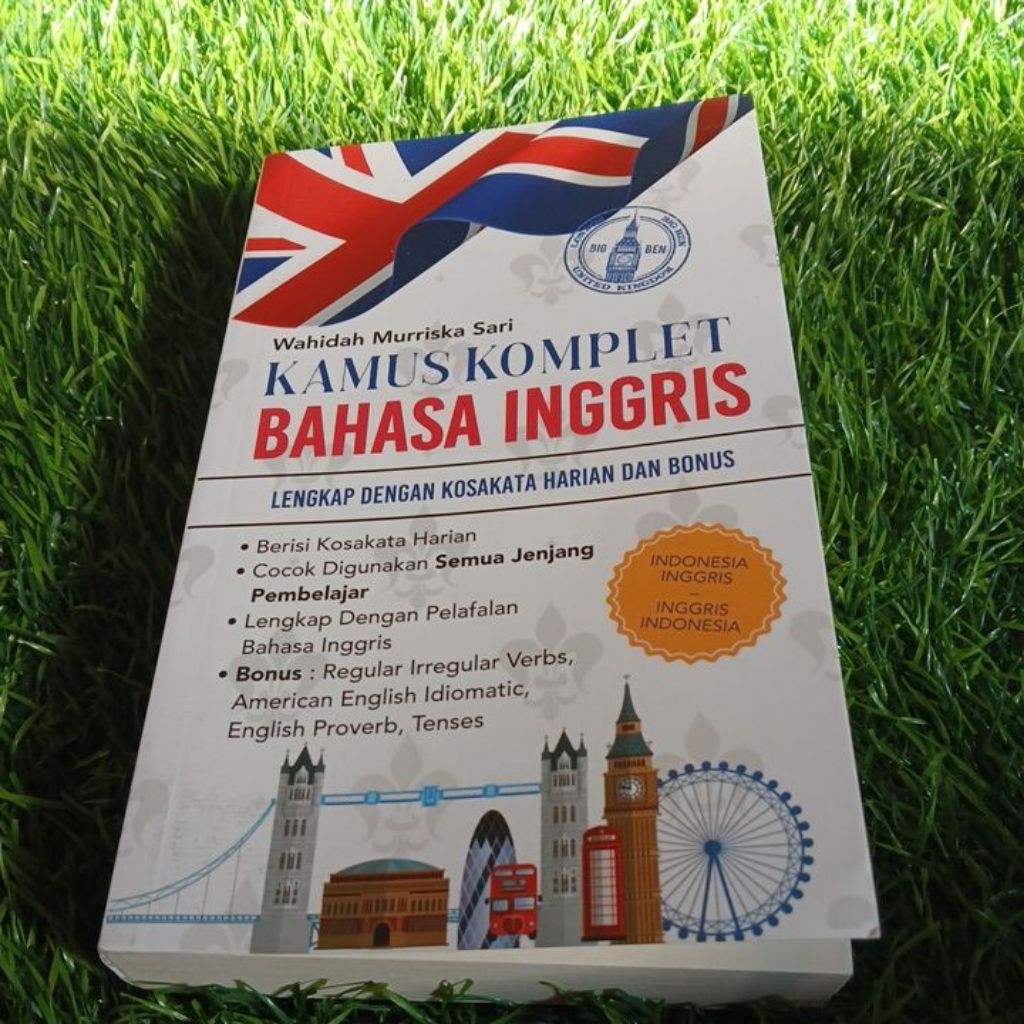 LONDON BIG BEN
BIG BEN
UNITED KINGDOM
Wahidah Murriska Sari
KAMUS KOMPLET
BAHASA INGGRIS
LENGKAP DENGAN KOSAKATA HARIAN DAN BONUS
• Berisi Kosakata Harian
• Cocok Digunakan Semua Jenjang
Pembelajar
• Lengkap Dengan Pelafalan
Bahasa Inggris
• Bonus : Regular Irregular Verbs,
American English Idiomatic,
English Proverb, Tenses
INDONESIA
INGGRIS
–
INGGRIS
INDONESIA